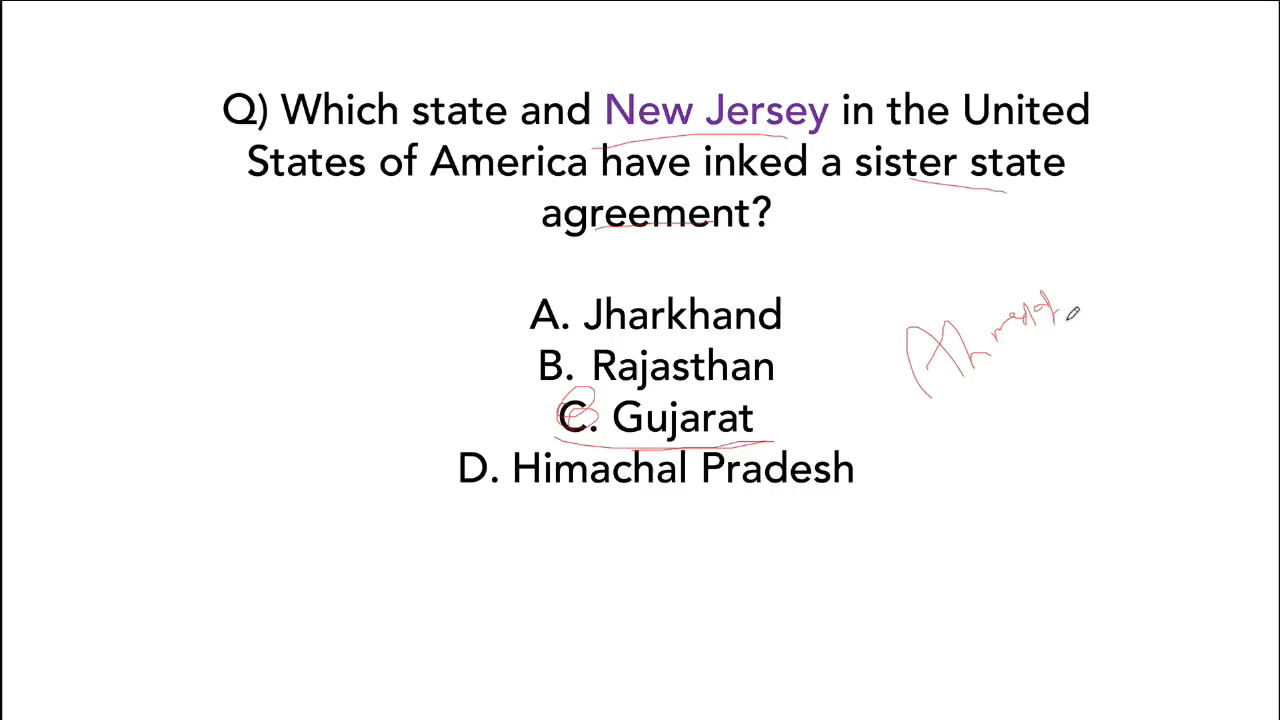 Q) Which state and New Jersey in the United
States of America have inked a sister state
agreement?
A. Jharkhand
B. Rajasthan
C. Gujarat
D. Himachal Pradesh